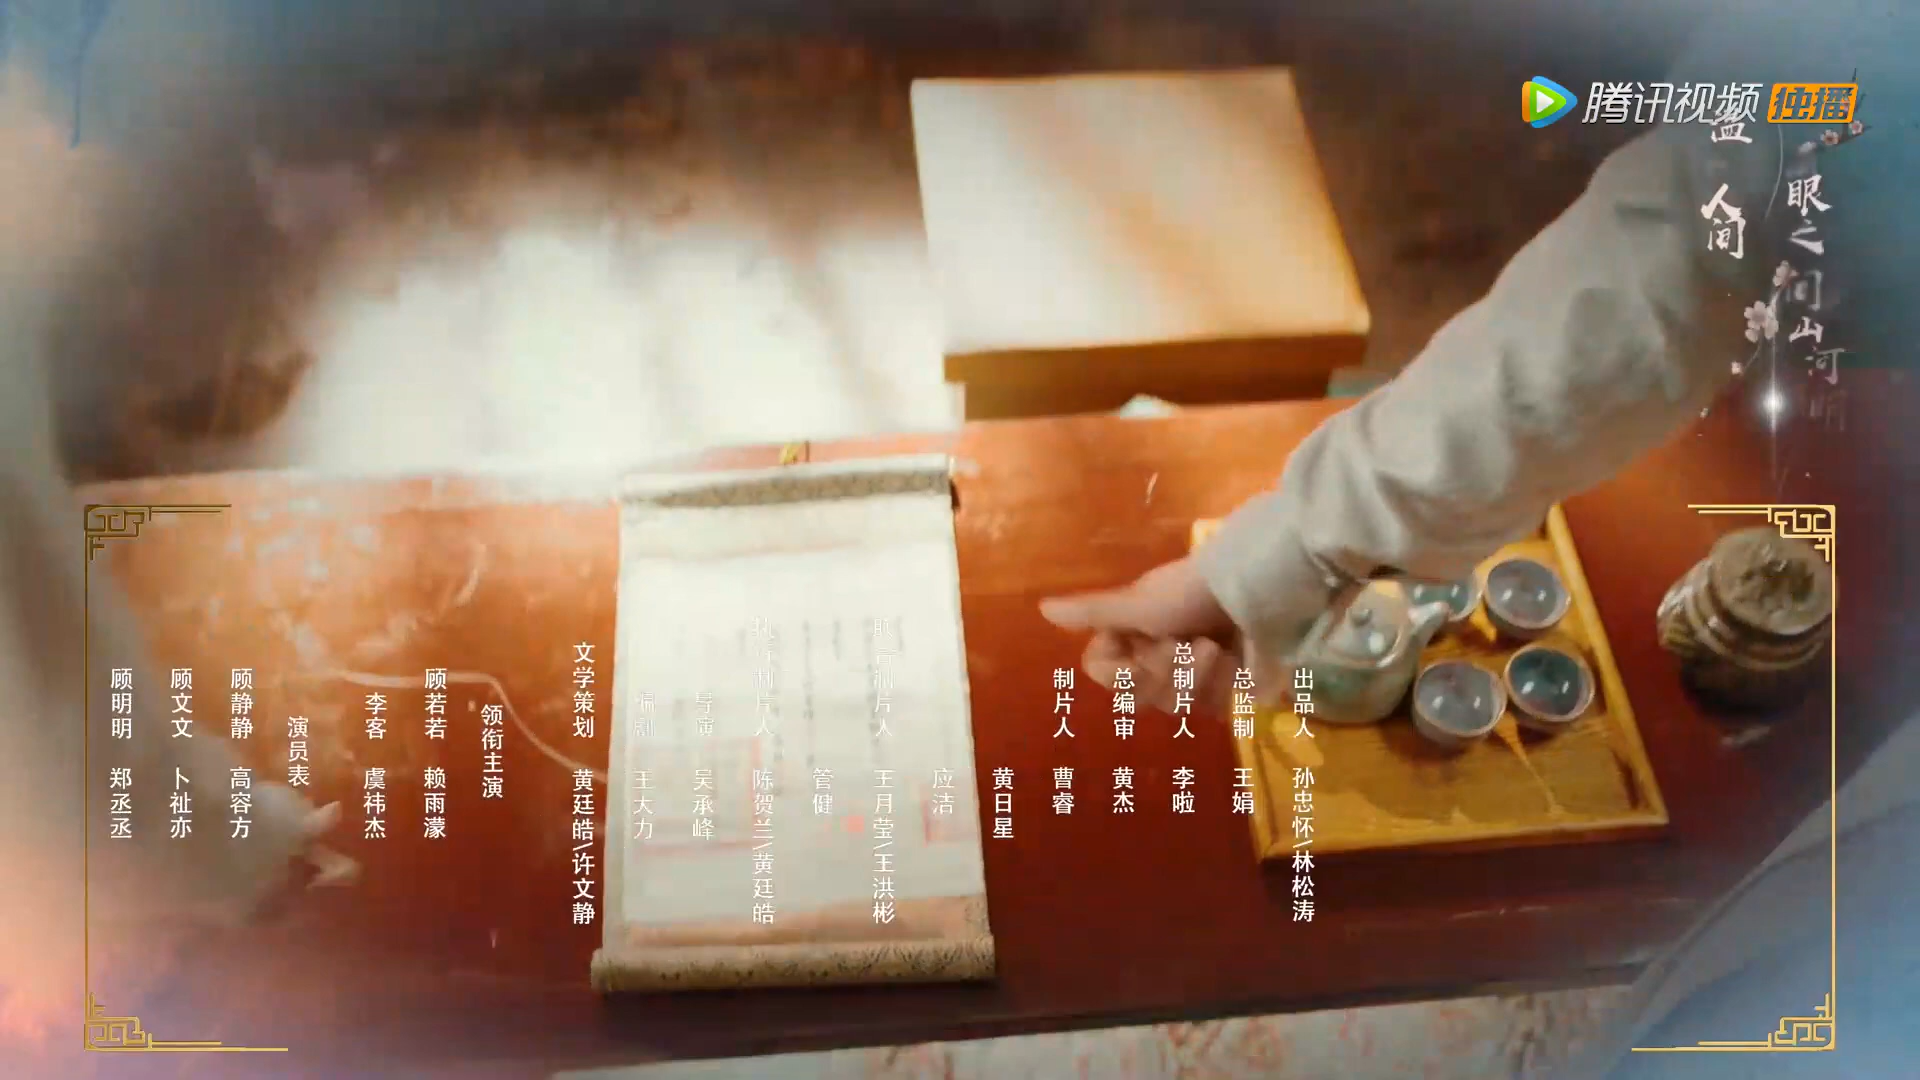 腾讯视频 独播
眼之间山河明
盖人间
出品人 孙忠怀/林松涛
总监制 王娟
总制片人 李啦
总编审 黄杰
制片人 曹睿
黄日星
应洁
执行制片人 王月莹/王洪彬
管健
执行制片人 陈贺兰/黄廷皓
导演 吴承峰
编剧 王大力
文学策划 黄廷皓/许文静
领衔主演
顾若若 赖雨濛
李客 虞祎杰
演员表
顾静静 高容方
顾文文 卜祉亦
顾明明 郑丞丞